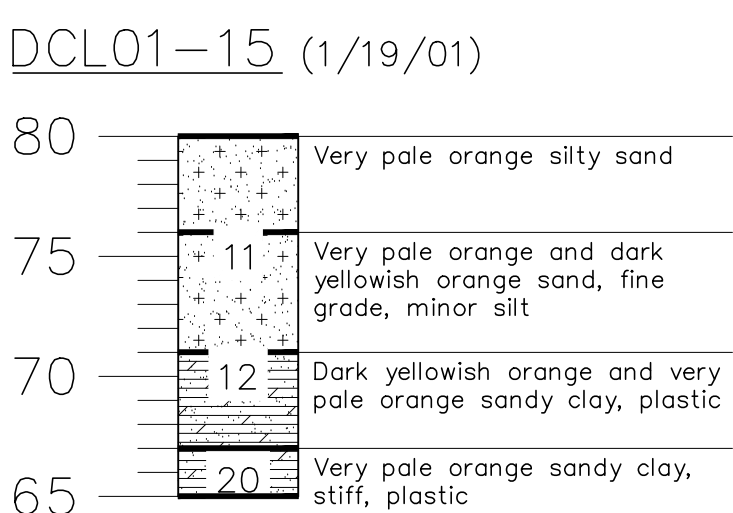 DCL01-15 (1/19/01)
80
Very pale orange silty sand
75
11
Very pale orange and dark
yellowish orange sand, fine
grade, minor silt
70
12
Dark yellowish orange and very
pale orange sandy clay, plastic
20
Very pale orange sandy clay,
stiff, plastic
65